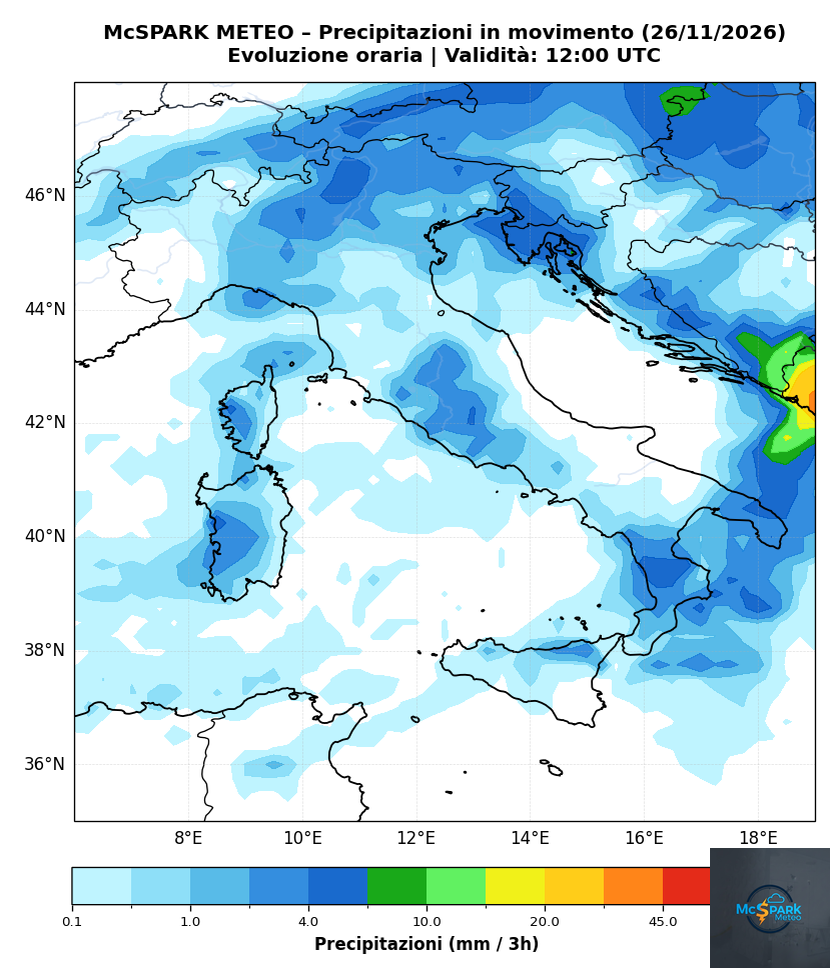 McSPARK METEO – Precipitazioni in movimento (26/11/2026)
Evoluzione oraria | Validità: 12:00 UTC
46°N
44°N
42°N
40°N
38°N
36°N
8°E 10°E 12°E 14°E 16°E 18°E
0.1 1.0 4.0 10.0 20.0 45.0
Precipitazioni (mm / 3h)
McSPARK
Meteo